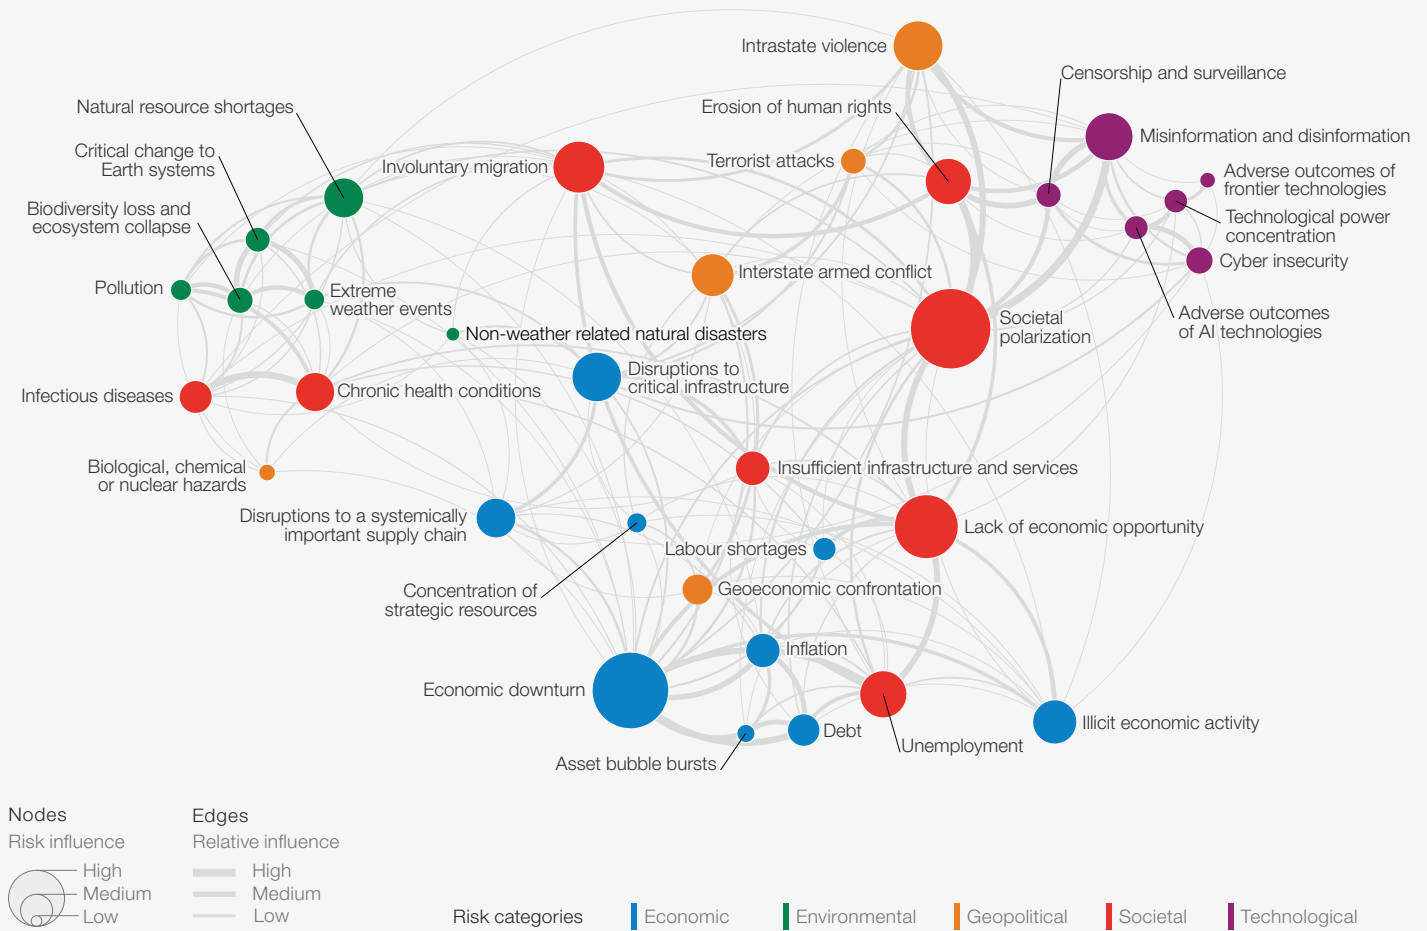 Intrastate violence
Censorship and surveillance
Natural resource shortages
Erosion of human rights
Misinformation and disinformation
Critical change to
Earth systems
Involuntary migration
Terrorist attacks
Adverse outcomes of
frontier technologies
Biodiversity loss and
ecosystem collapse
Technological power
concentration
Pollution
Extreme
weather events
Interstate armed conflict
Cyber insecurity
Non-weather related natural disasters
Societal
polarization
Adverse outcomes
of AI technologies
Disruptions to
critical infrastructure
Infectious diseases
Chronic health conditions
Biological, chemical
or nuclear hazards
Insufficient infrastructure and services
Disruptions to a systemically
important supply chain
Lack of economic opportunity
Labour shortages
Concentration of
strategic resources
Geoeconomic confrontation
Inflation
Economic downturn
Debt
Illicit economic activity
Unemployment
Asset bubble bursts
Nodes
Risk influence
High
Medium
Low
Edges
Relative influence
High
Medium
Low
Risk categories
Economic
Environmental
Geopolitical
Societal
Technological